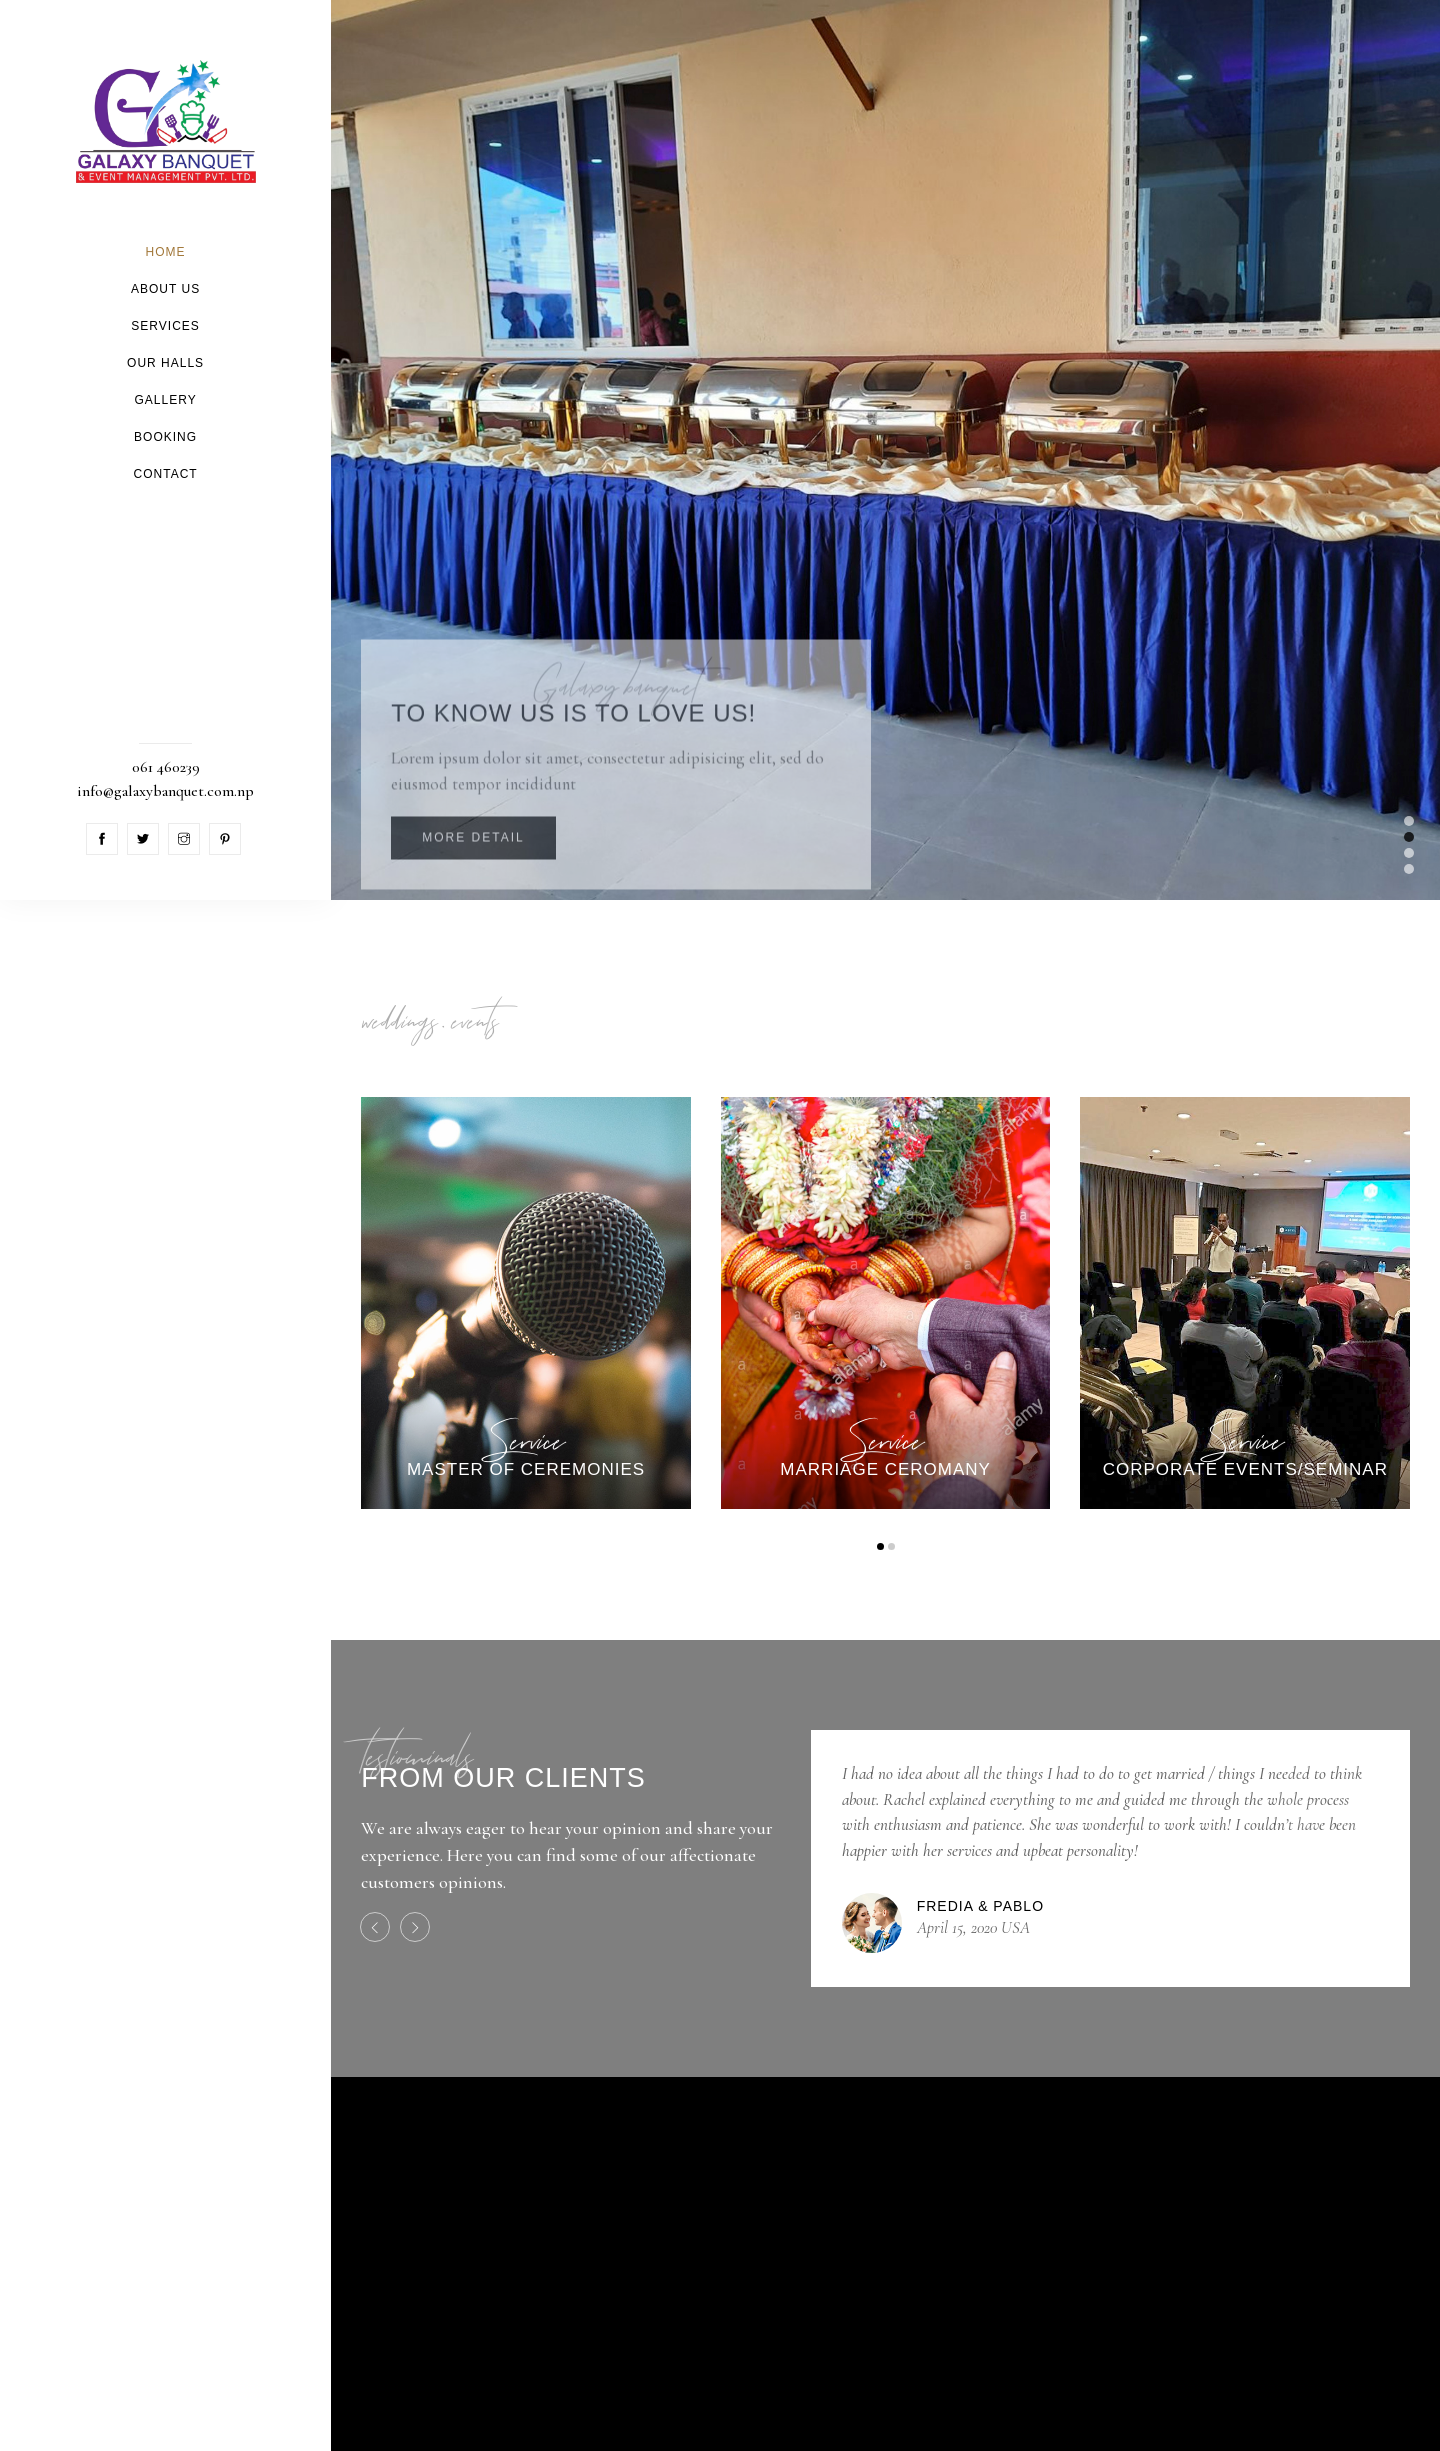 GALAXY BANQUET
& EVENT MANAGEMENT PVT. LTD.
HOME
ABOUT US
SERVICES
OUR HALLS
GALLERY
BOOKING
CONTACT
061 460239
info@galaxybanquet.com.np
Galaxy banquet
TO KNOW US IS TO LOVE US!
Lorem ipsum dolor sit amet, consectetur adipisicing elit, sed do
eiusmod tempor incididunt
MORE DETAIL
weddings . events
alamy
a
a
a
a
a
a
alamy
a
a
alamy
a
Service
MASTER OF CEREMONIES
Service
MARRIAGE CEROMANY
Service
CORPORATE EVENTS/SEMINAR
Testiominals
FROM OUR CLIENTS
We are always eager to hear your opinion and share your
experience. Here you can find some of our affectionate
customers opinions.
I had no idea about all the things I had to do to get married / things I needed to think
about. Rachel explained everything to me and guided me through the whole process
with enthusiasm and patience. She was wonderful to work with! I couldn’t have been
happier with her services and upbeat personality!
FREDIA & PABLO
April 15, 2020 USA